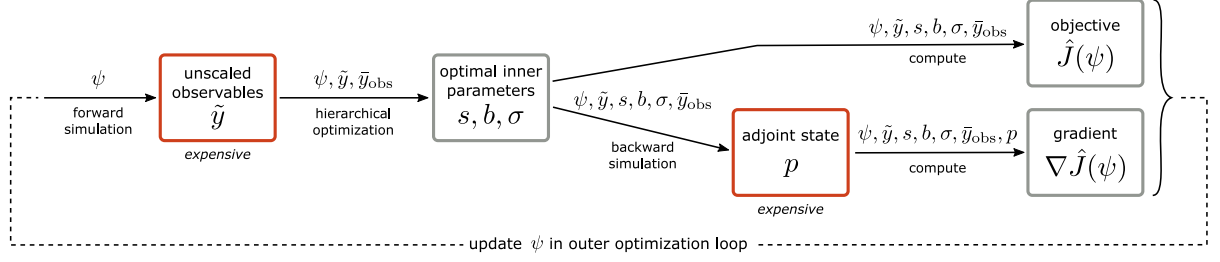 ψ
forward
simulation
unscaled
observables
ỹ
expensive
ψ, ỹ, ȳ_obs
hierarchical
optimization
optimal inner
parameters
s, b, σ
ψ, ỹ, s, b, σ, ȳ_obs
compute
objective
Ĵ(ψ)
ψ, ỹ, s, b, σ, ȳ_obs
backward
simulation
adjoint state
p
expensive
ψ, ỹ, s, b, σ, ȳ_obs, p
compute
gradient
∇Ĵ(ψ)
update ψ in outer optimization loop